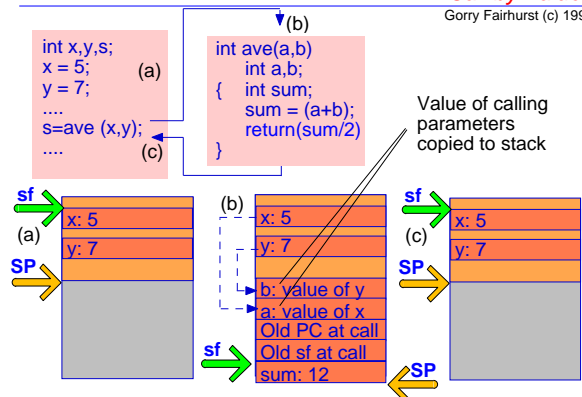 Gorry Fairhurst (c) 199
(b)
int x,y,s;
x = 5;
y = 7;
....
s=ave (x,y);
....
(a)
(c)
int ave(a,b)
int a,b;
{ int sum;
sum = (a+b);
return(sum/2)
}
Value of calling
parameters
copied to stack
sf
(a)
x: 5
y: 7
SP
(b)
x: 5
y: 7
b: value of y
a: value of x
Old PC at call
Old sf at call
sum: 12
sf
SP
sf
(c)
x: 5
y: 7
SP